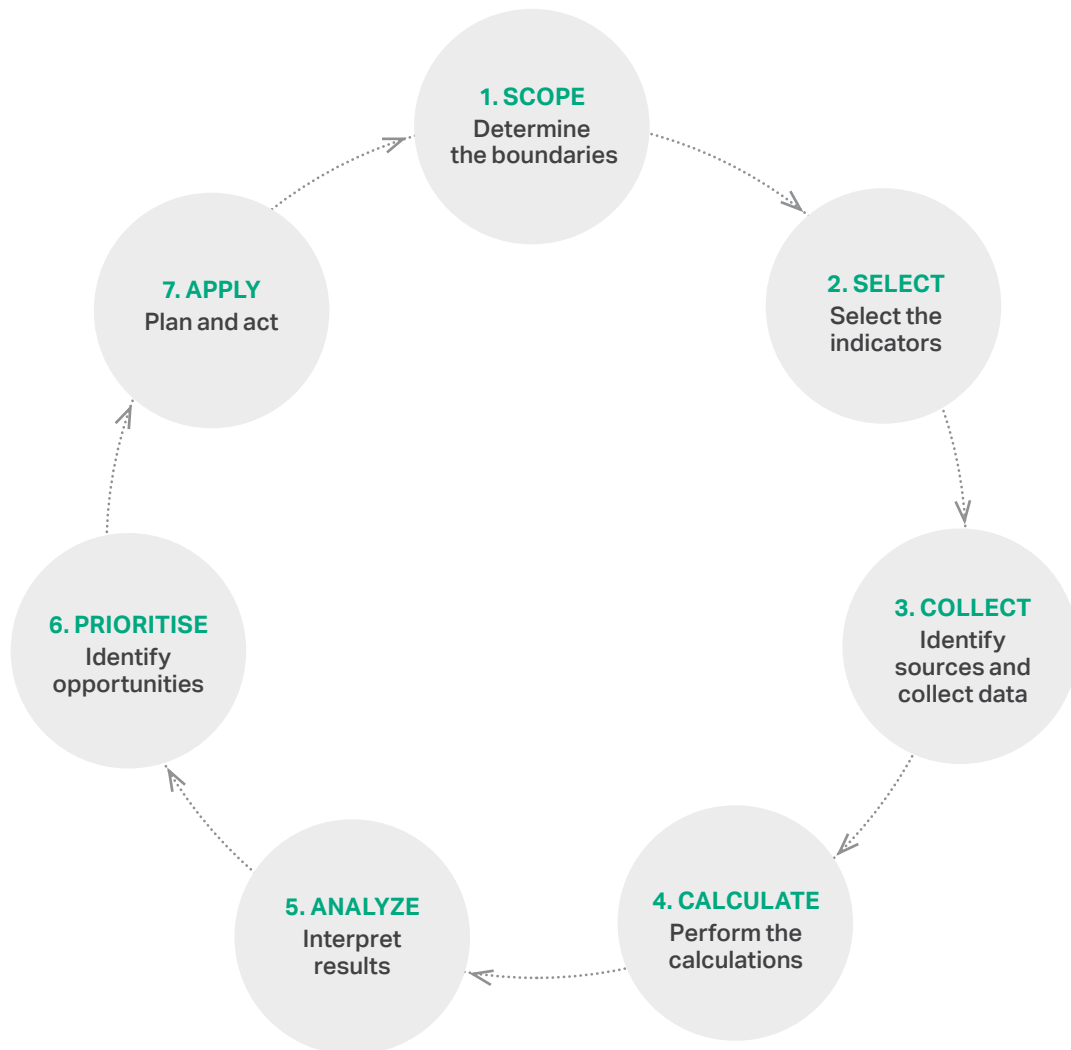 1. SCOPE
Determine
the boundaries
2. SELECT
Select the
indicators
3. COLLECT
Identify
sources and
collect data
4. CALCULATE
Perform the
calculations
5. ANALYZE
Interpret
results
6. PRIORITISE
Identify
opportunities
7. APPLY
Plan and act